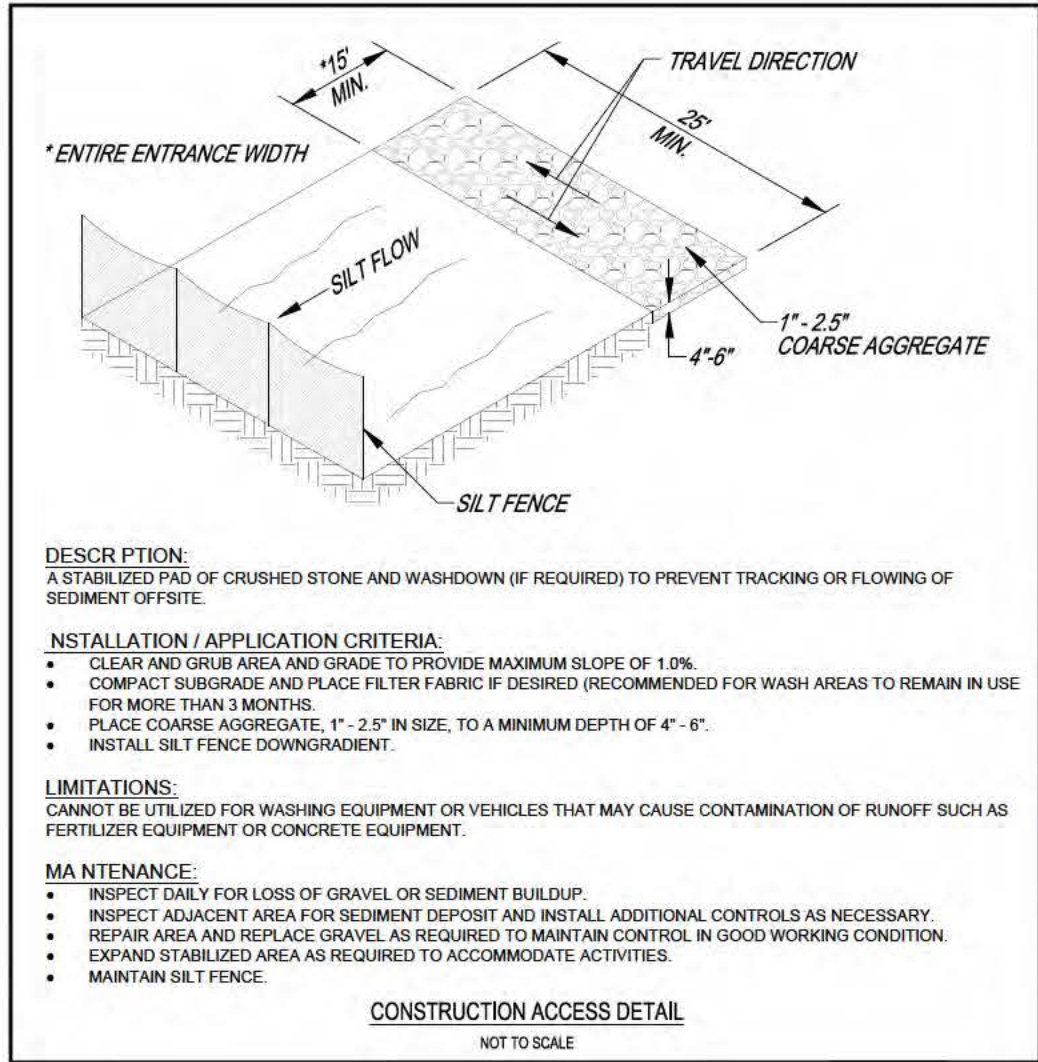 *15'
MIN.
TRAVEL DIRECTION
25'
MIN.
* ENTIRE ENTRANCE WIDTH
SILT FLOW
1" - 2.5"
COARSE AGGREGATE
4"-6"
SILT FENCE
DESCR PTION:
A STABILIZED PAD OF CRUSHED STONE AND WASHDOWN (IF REQUIRED) TO PREVENT TRACKING OR FLOWING OF
SEDIMENT OFFSITE.
NSTALLATION / APPLICATION CRITERIA:
• CLEAR AND GRUB AREA AND GRADE TO PROVIDE MAXIMUM SLOPE OF 1.0%.
• COMPACT SUBGRADE AND PLACE FILTER FABRIC IF DESIRED (RECOMMENDED FOR WASH AREAS TO REMAIN IN USE
FOR MORE THAN 3 MONTHS.
• PLACE COARSE AGGREGATE, 1" - 2.5" IN SIZE, TO A MINIMUM DEPTH OF 4" - 6".
• INSTALL SILT FENCE DOWNGRADIENT.
LIMITATIONS:
CANNOT BE UTILIZED FOR WASHING EQUIPMENT OR VEHICLES THAT MAY CAUSE CONTAMINATION OF RUNOFF SUCH AS
FERTILIZER EQUIPMENT OR CONCRETE EQUIPMENT.
MA NTENANCE:
• INSPECT DAILY FOR LOSS OF GRAVEL OR SEDIMENT BUILDUP.
• INSPECT ADJACENT AREA FOR SEDIMENT DEPOSIT AND INSTALL ADDITIONAL CONTROLS AS NECESSARY.
• REPAIR AREA AND REPLACE GRAVEL AS REQUIRED TO MAINTAIN CONTROL IN GOOD WORKING CONDITION.
• EXPAND STABILIZED AREA AS REQUIRED TO ACCOMMODATE ACTIVITIES.
• MAINTAIN SILT FENCE.
CONSTRUCTION ACCESS DETAIL
NOT TO SCALE